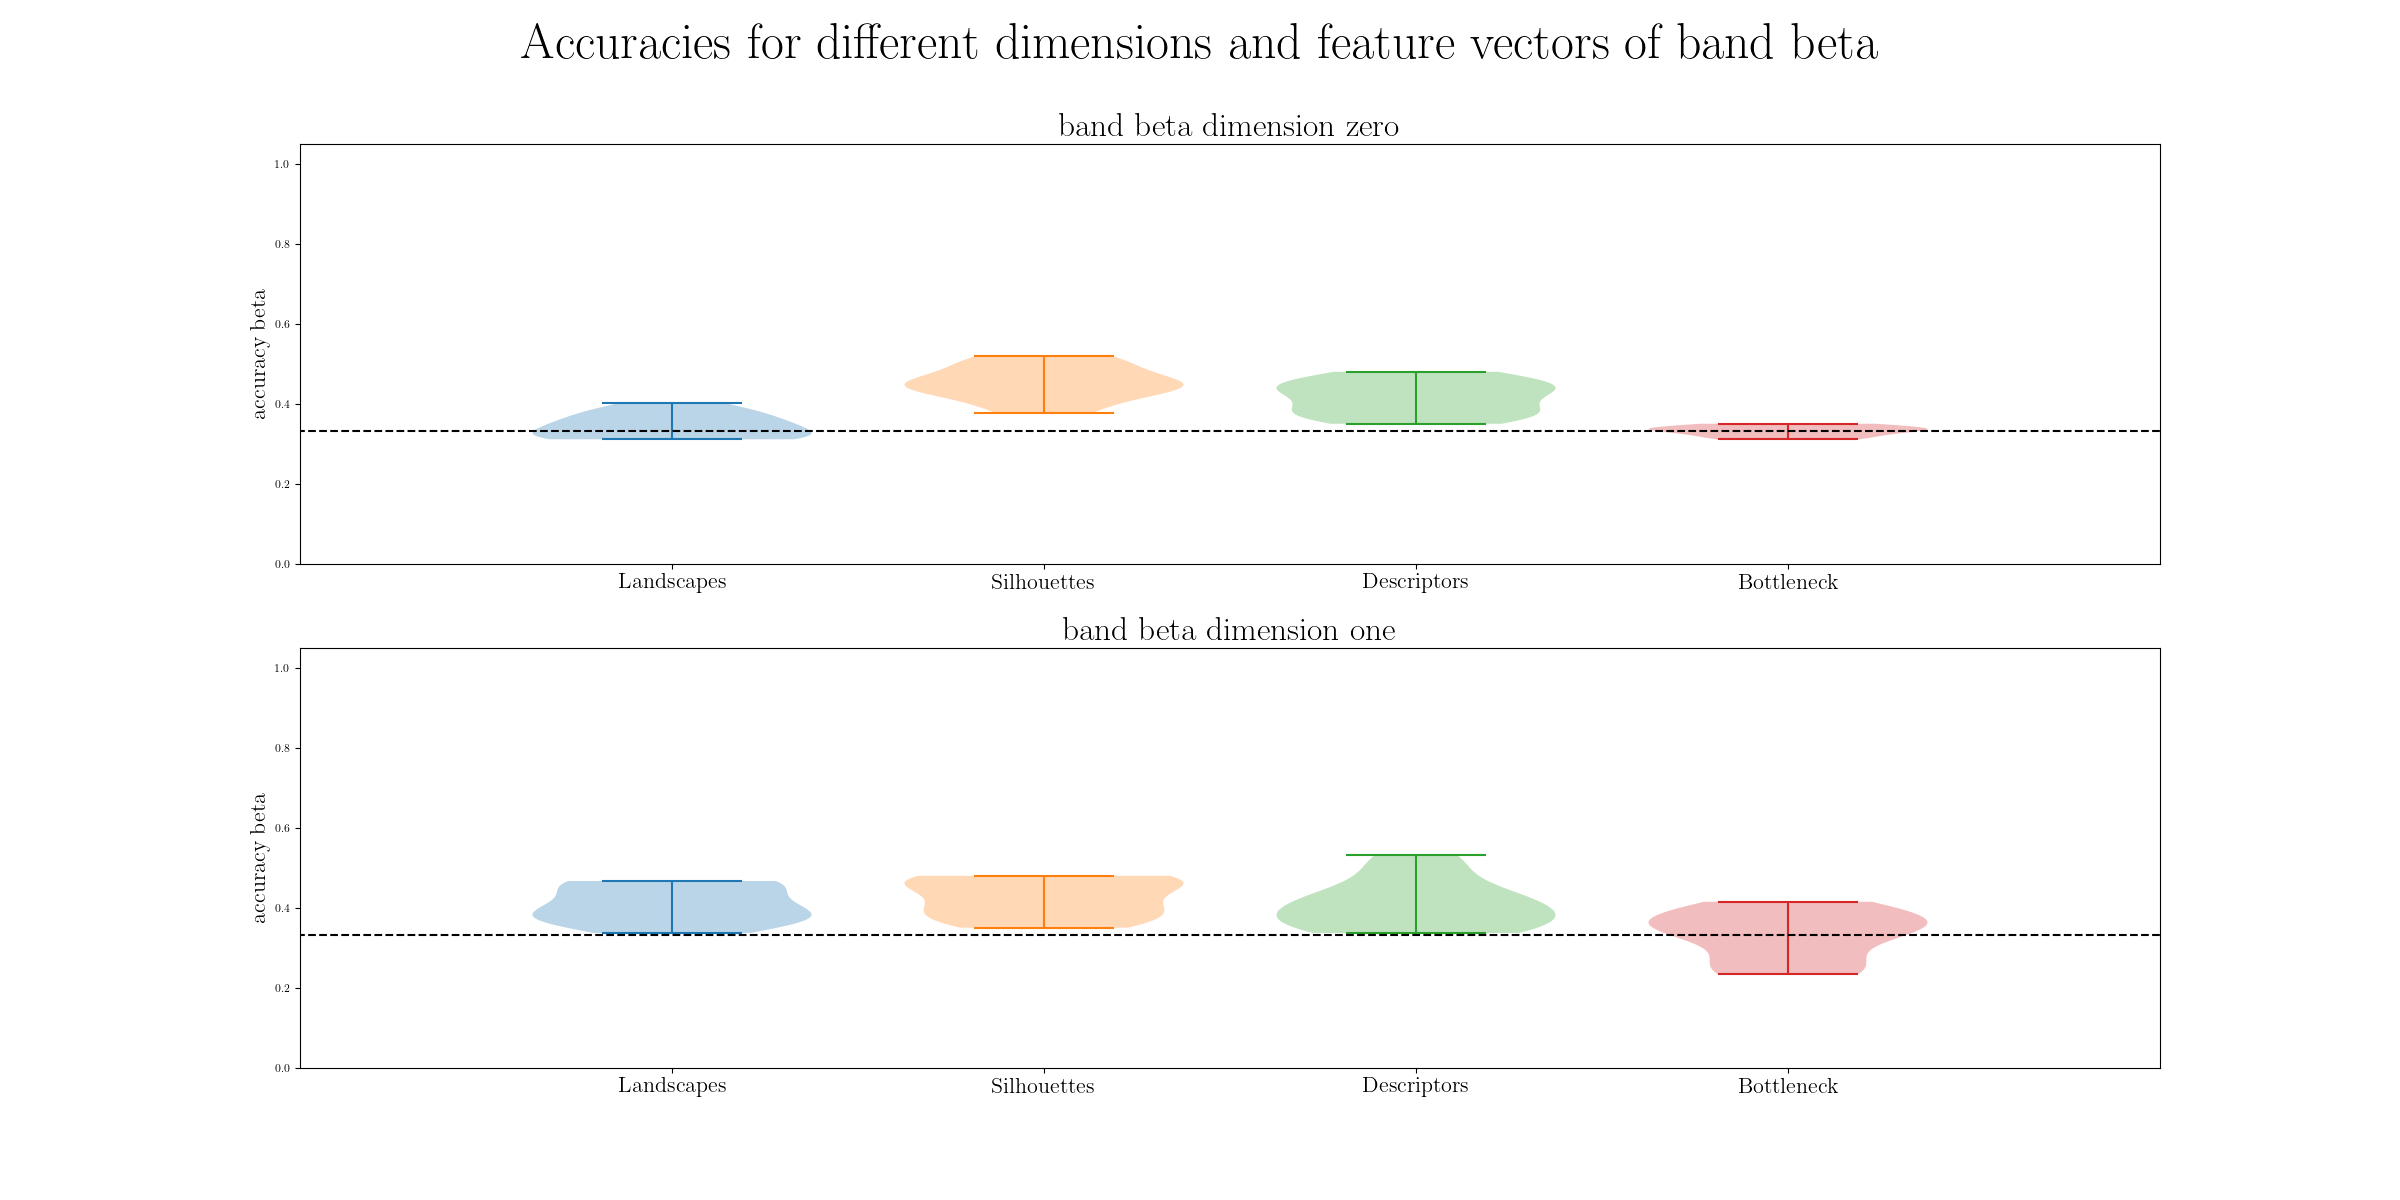 Accuracies for different dimensions and feature vectors of band beta
band beta dimension zero
accuracy beta
1.0
0.8
0.6
0.4
0.2
0.0
Landscapes Silhouettes Descriptors Bottleneck
band beta dimension one
accuracy beta
1.0
0.8
0.6
0.4
0.2
0.0
Landscapes Silhouettes Descriptors Bottleneck